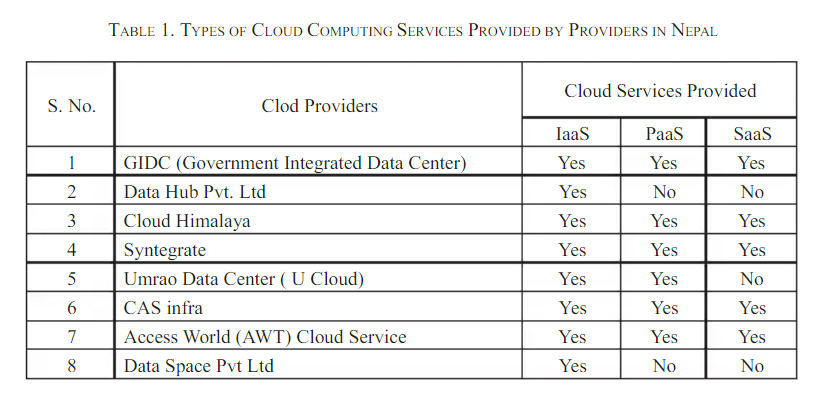 TABLE 1. TYPES OF CLOUD COMPUTING SERVICES PROVIDED BY PROVIDERS IN NEPAL
S. No. Clod Providers Cloud Services Provided
IaaS PaaS SaaS
1 GIDC (Government Integrated Data Center) Yes Yes Yes
2 Data Hub Pvt. Ltd Yes No No
3 Cloud Himalaya Yes Yes Yes
4 Syntegrate Yes Yes Yes
5 Umrao Data Center ( U Cloud) Yes Yes No
6 CAS infra Yes Yes Yes
7 Access World (AWT) Cloud Service Yes Yes Yes
8 Data Space Pvt Ltd Yes No No